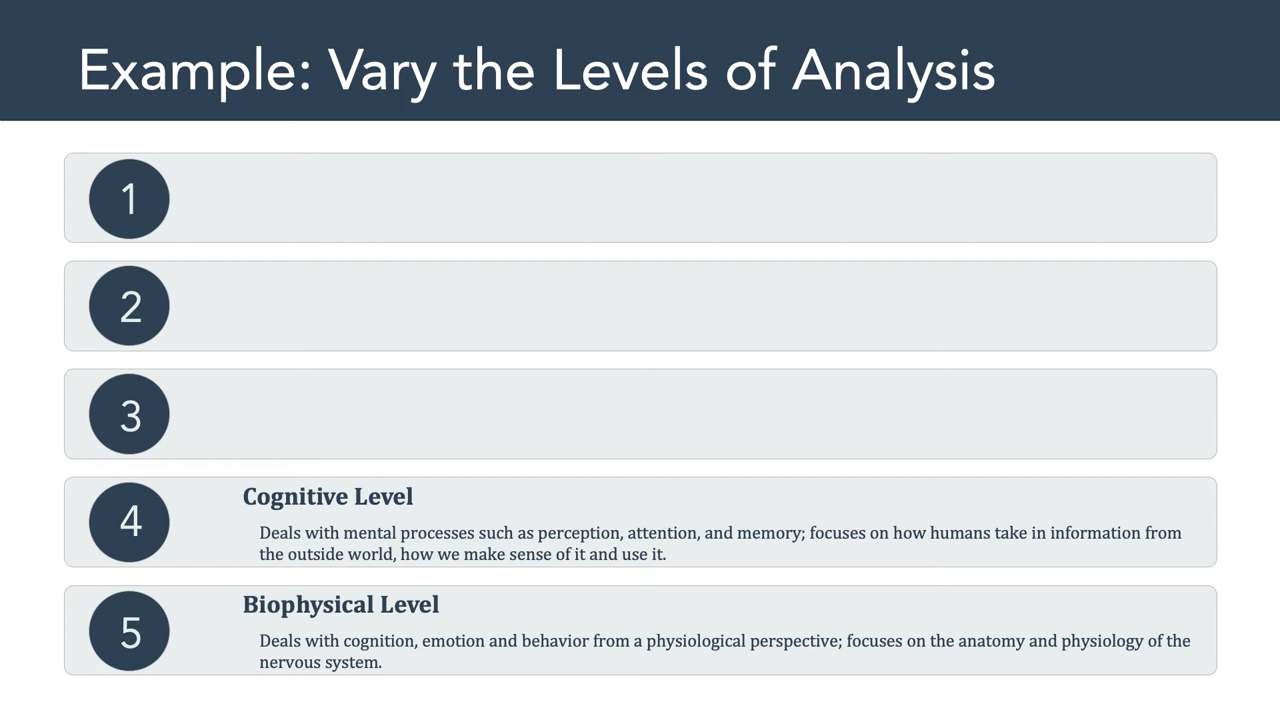 Example: Vary the Levels of Analysis
1
2
3
4
Cognitive Level
Deals with mental processes such as perception, attention, and memory; focuses on how humans take in information from
the outside world, how we make sense of it and use it.
5
Biophysical Level
Deals with cognition, emotion and behavior from a physiological perspective; focuses on the anatomy and physiology of the
nervous system.